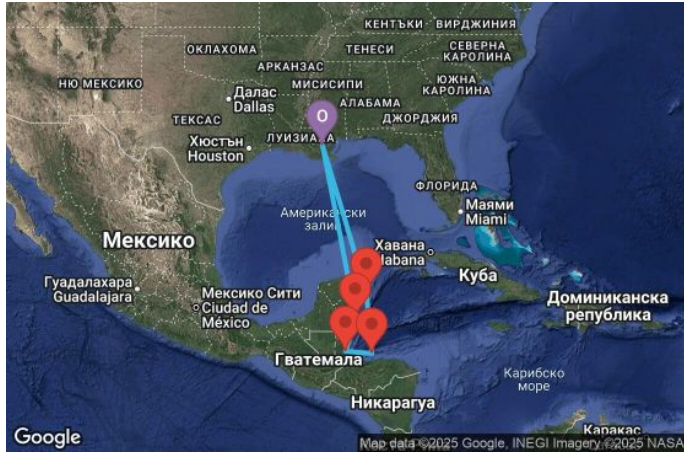 КЕНТЪКИ
ВИРДЖИНИЯ
ОКЛАХОМА
ТЕНЕСИ
СЕВЕРНА
КАРОЛИНА
АРКАНЗАС
НЮ МЕКСИКО
МИСИСИПИ
ЮЖНА
КАРОЛИНА
Далас
Dallas
АЛАБАМА
ТЕКСАС
O
ДЖОРДЖИЯ
ЛУИЗИАНА
Хюстън
Houston
ФЛОРИДА
Маями
Miami
Американски
залив
Мексико
Хавана
Habana
Куба
Гуадалахара
Guadalajara
Мексико Сити
Ciudad de
México
Доминиканска
република
Гватемала
Карибско
море
Никарагуа
Каракас
Google
Map data ©2025 Google, INEGI Imagery ©2025 NASA